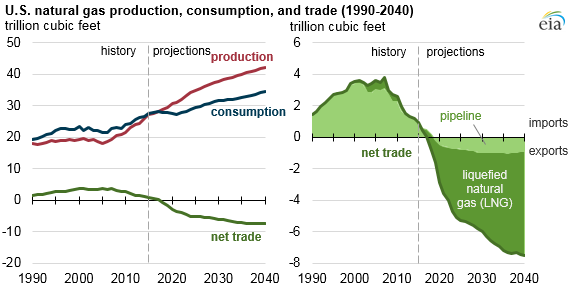 U.S. natural gas production, consumption, and trade (1990-2040)
trillion cubic feet
50
40
30
20
10
0
-10
-20
1990
2000
2010
2020
2030
2040
history
projections
production
consumption
net trade
trillion cubic feet
eia
6
4
2
0
-2
-4
-6
-8
1990
2000
2010
2020
2030
2040
history
projections
pipeline
imports
exports
net trade
liquefied
natural
gas (LNG)